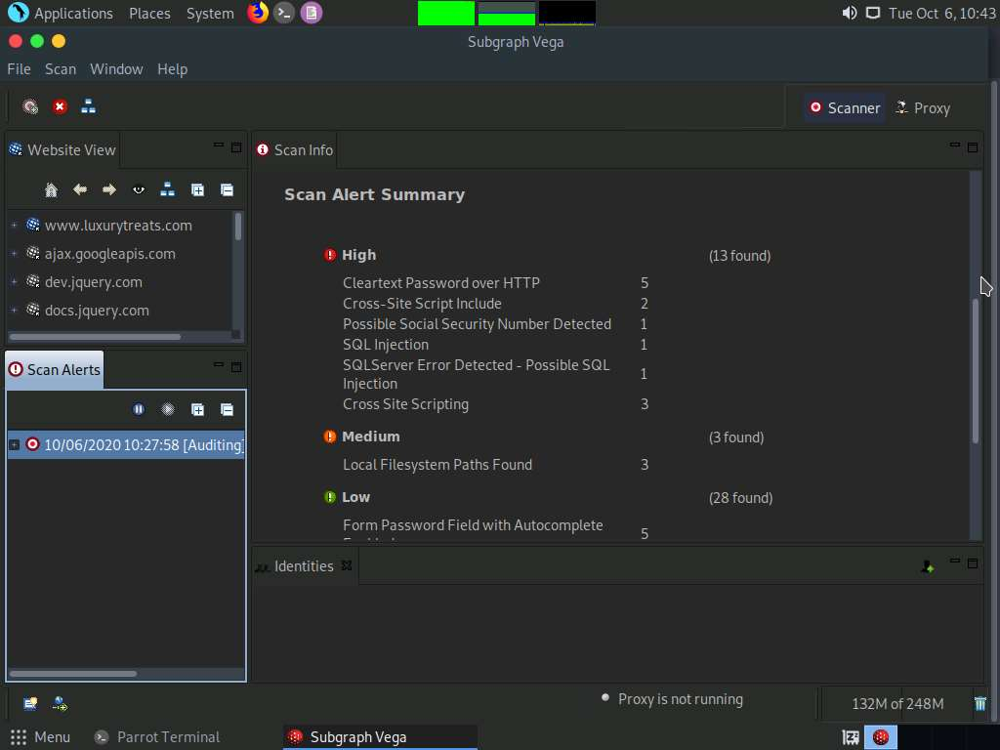 Applications Places System Tue Oct 6, 10:43
Subgraph Vega
File Scan Window Help
Scanner Proxy
Website View
www.luxurytreats.com
ajax.googleapis.com
dev.jquery.com
docs.jquery.com
Scan Alerts
10/06/2020 10:27:58 [Auditing]
Scan Info
Scan Alert Summary
High (13 found)
Cleartext Password over HTTP 5
Cross-Site Script Include 2
Possible Social Security Number Detected 1
SQL Injection 1
SQLServer Error Detected - Possible SQL
Injection 1
Cross Site Scripting 3
Medium (3 found)
Local Filesystem Paths Found 3
Low (28 found)
Form Password Field with Autocomplete 5
Identities
Proxy is not running 132M of 248M
Menu Parrot Terminal Subgraph Vega